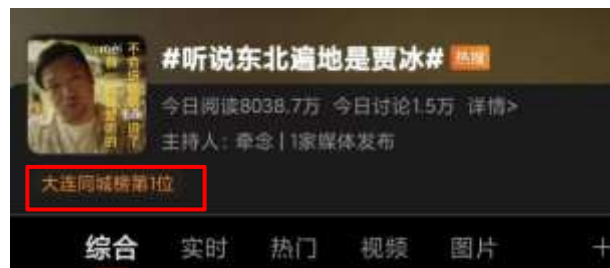 #听说东北遍地是贾冰# 热搜
今日阅读8038.7万 今日讨论1.5万 详情>
主持人：牵念 | 1家媒体发布
大连同城榜第1位
综合 实时 热门 视频 图片 +